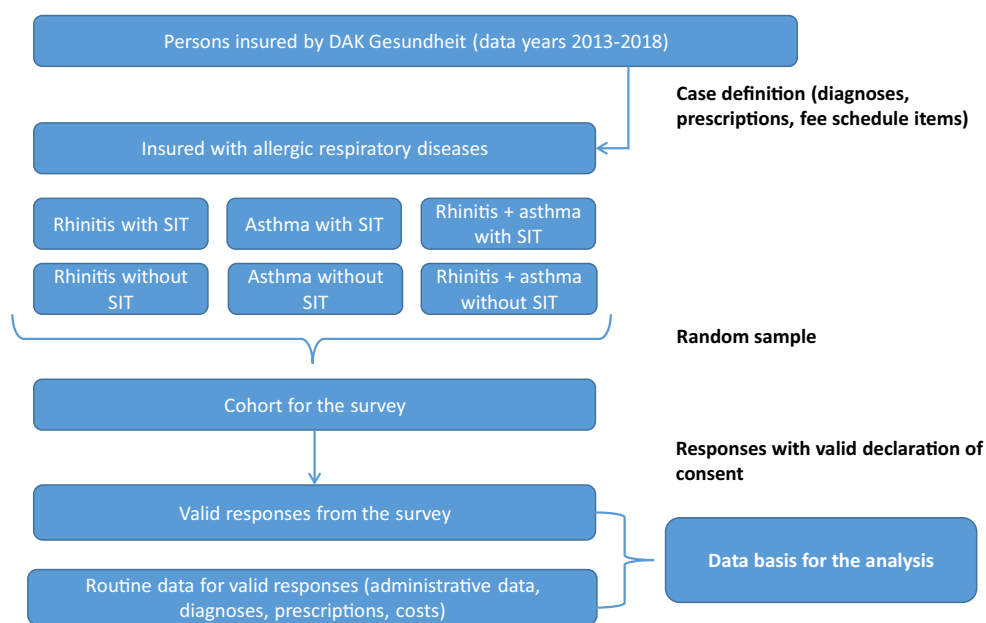 Persons insured by DAK Gesundheit (data years 2013-2018)
Case definition (diagnoses,
prescriptions, fee schedule items)
Insured with allergic respiratory diseases
Rhinitis with SIT
Asthma with SIT
Rhinitis + asthma
with SIT
Rhinitis without
SIT
Asthma without
SIT
Rhinitis + asthma
without SIT
Random sample
Cohort for the survey
Responses with valid declaration of
consent
Valid responses from the survey
Data basis for the analysis
Routine data for valid responses (administrative data,
diagnoses, prescriptions, costs)